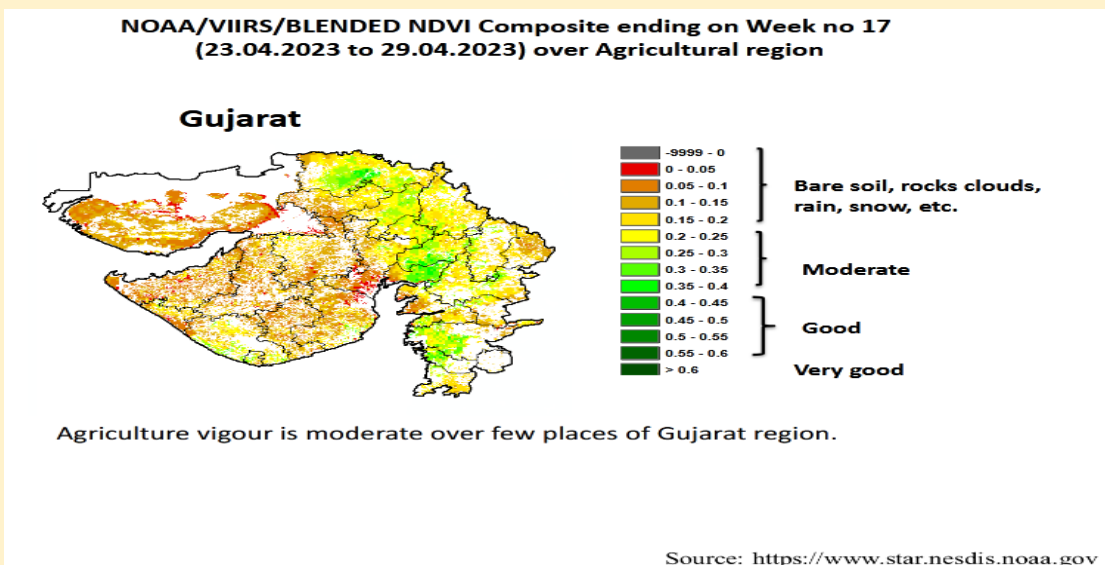 NOAA/VIIRS/BLENDED NDVI Composite ending on Week no 17
(23.04.2023 to 29.04.2023) over Agricultural region
Gujarat
-9999 - 0
0 - 0.05
0.05 - 0.1
0.1 - 0.15
0.15 - 0.2
0.2 - 0.25
0.25 - 0.3
0.3 - 0.35
0.35 - 0.4
0.4 - 0.45
0.45 - 0.5
0.5 - 0.55
0.55 - 0.6
> 0.6
Bare soil, rocks clouds,
rain, snow, etc.
Moderate
Good
Very good
Agriculture vigour is moderate over few places of Gujarat region.
Source: https://www.star.nesdis.noaa.gov